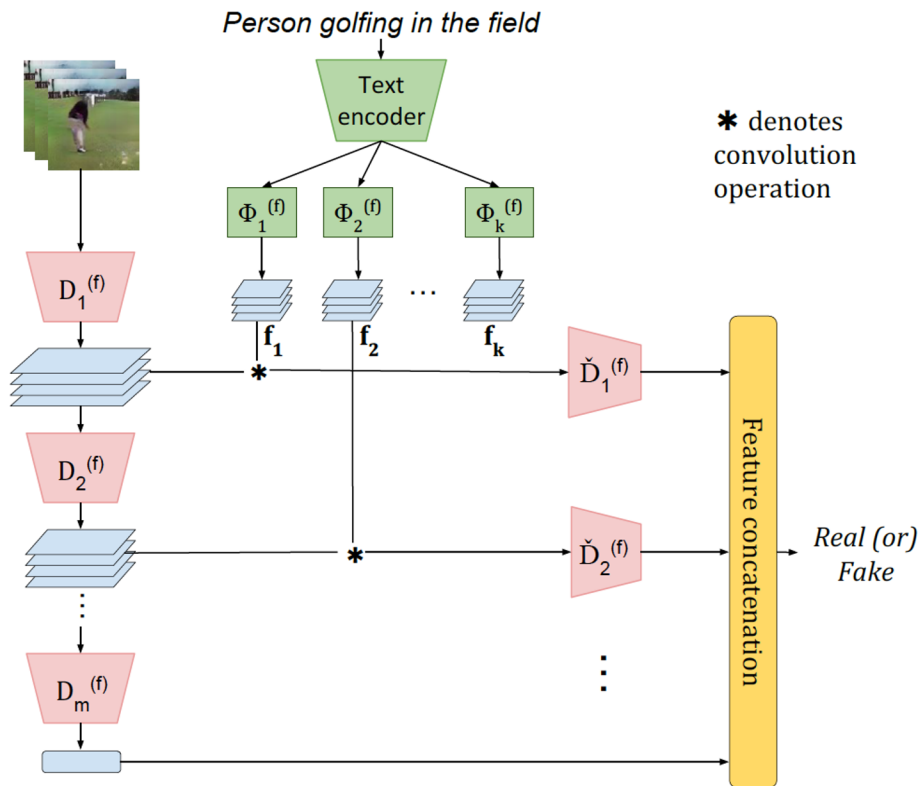 Person golfing in the field
Text
encoder
* denotes
convolution
operation
Φ₁⁽ᶠ⁾
Φ₂⁽ᶠ⁾
Φₖ⁽ᶠ⁾
D₁⁽ᶠ⁾
...
f₁
f₂
fₖ
*
Ď₁⁽ᶠ⁾
D₂⁽ᶠ⁾
*
Ď₂⁽ᶠ⁾
Feature concatenation
Real (or)
Fake
Dₘ⁽ᶠ⁾